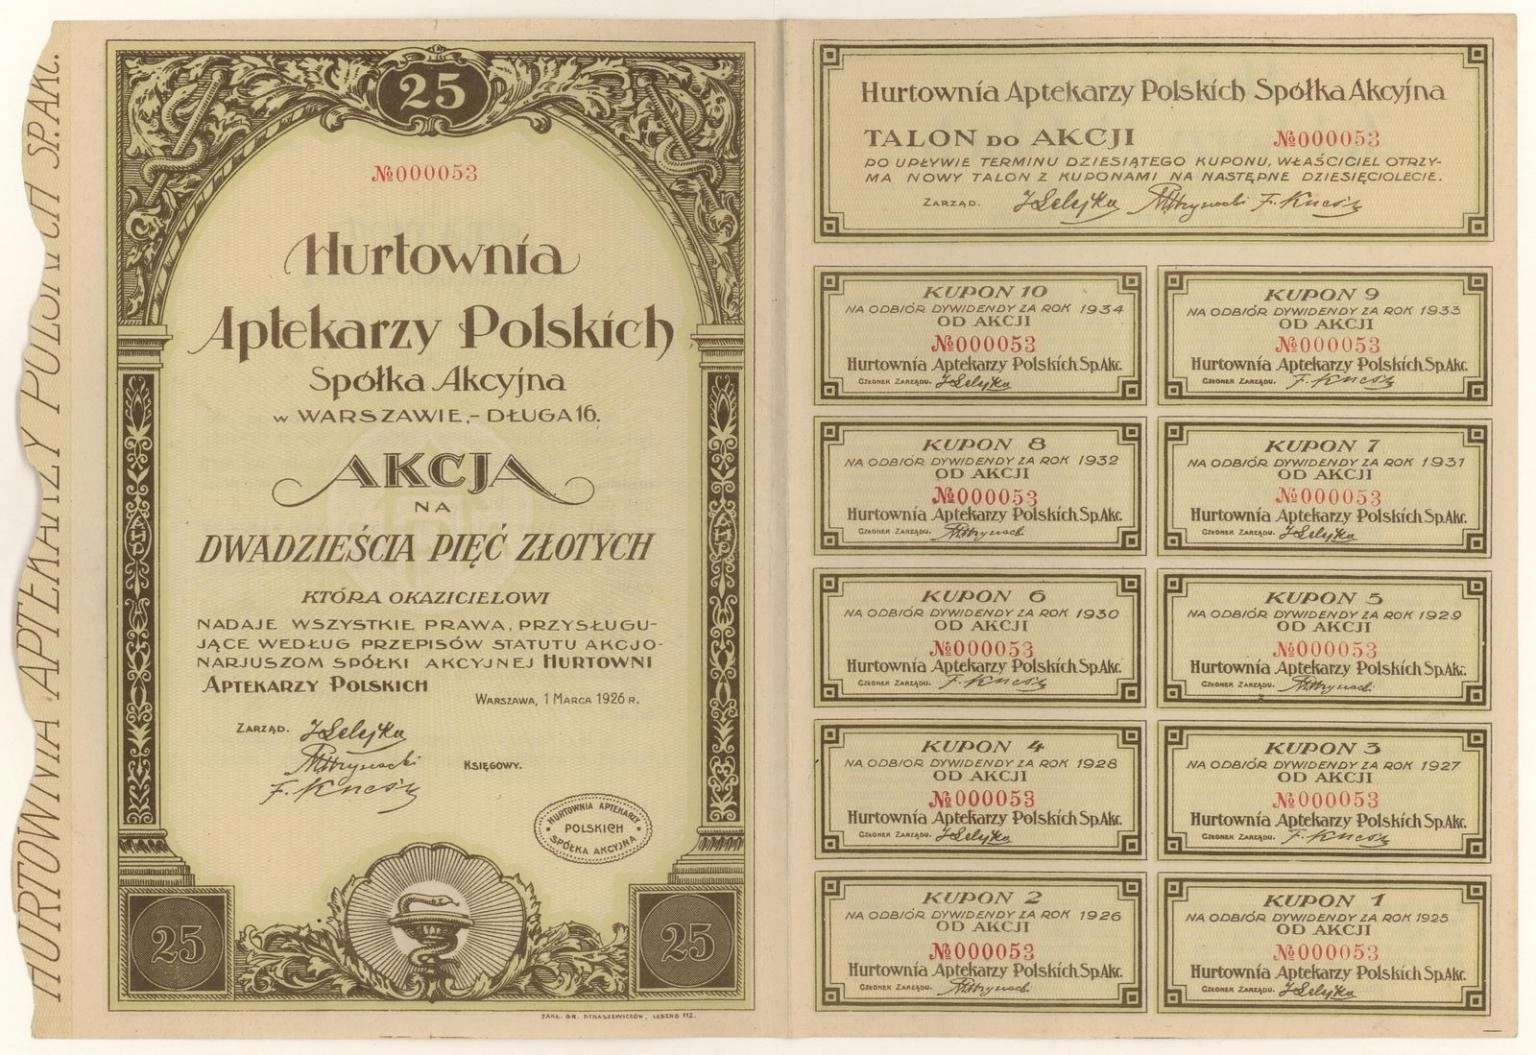 HURTOWNIA APTEKARZY POLSKICH SP.AKC.
25
№000053
Hurtownia
Aptekarzy Polskich
Spółka Akcyjna
w WARSZAWIE,-DŁUGA 16.
AKCJA
NA
DWADZIEŚCIA PIĘĆ ZŁOTYCH
KTÓRA OKAZICIELOWI
NADAJE WSZYSTKIE PRAWA, PRZYSŁUGU-
JĄCE WEDŁUG PRZEPISÓW STATUTU AKCJO-
NARJUSZOM SPÓŁKI AKCYJNEJ HURTOWNI
APTEKARZY POLSKICH
WARSZAWA, 1 MARCA 1926 R.
ZARZĄD.
KSIĘGOWY.
HURTOWNIA APTEKARZY
POLSKICH
SPÓŁKA AKCYJNA
AHP
AHP
25
25
ZAKŁ. GR. STRASZEWICZÓW, LESZNO 112.
Hurtownia Aptekarzy Polskich Spółka Akcyjna
TALON DO AKCJI №000053
PO UPŁYWIE TERMINU DZIESIĄTEGO KUPONU, WŁAŚCICIEL OTRZY-
MA NOWY TALON Z KUPONAMI NA NASTĘPNE DZIESIĘCIOLECIE.
ZARZĄD.
KUPON 10
NA ODBIÓR DYWIDENDY ZA ROK 1934
OD AKCJI
№000053
Hurtownia Aptekarzy Polskich Sp.Akc.
CZŁONEK ZARZĄDU.
KUPON 9
NA ODBIÓR DYWIDENDY ZA ROK 1933
OD AKCJI
№000053
Hurtownia Aptekarzy Polskich Sp.Akc.
CZŁONEK ZARZĄDU.
KUPON 8
NA ODBIÓR DYWIDENDY ZA ROK 1932
OD AKCJI
№000053
Hurtownia Aptekarzy Polskich Sp.Akc.
CZŁONEK ZARZĄDU.
KUPON 7
NA ODBIÓR DYWIDENDY ZA ROK 1931
OD AKCJI
№000053
Hurtownia Aptekarzy Polskich Sp.Akc.
CZŁONEK ZARZĄDU.
KUPON 6
NA ODBIÓR DYWIDENDY ZA ROK 1930
OD AKCJI
№000053
Hurtownia Aptekarzy Polskich Sp.Akc.
CZŁONEK ZARZĄDU.
KUPON 5
NA ODBIÓR DYWIDENDY ZA ROK 1929
OD AKCJI
№000053
Hurtownia Aptekarzy Polskich Sp.Akc.
CZŁONEK ZARZĄDU.
KUPON 4
NA ODBIÓR DYWIDENDY ZA ROK 1928
OD AKCJI
№000053
Hurtownia Aptekarzy Polskich Sp.Akc.
CZŁONEK ZARZĄDU.
KUPON 3
NA ODBIÓR DYWIDENDY ZA ROK 1927
OD AKCJI
№000053
Hurtownia Aptekarzy Polskich Sp.Akc.
CZŁONEK ZARZĄDU.
KUPON 2
NA ODBIÓR DYWIDENDY ZA ROK 1926
OD AKCJI
№000053
Hurtownia Aptekarzy Polskich Sp.Akc.
CZŁONEK ZARZĄDU.
KUPON 1
NA ODBIÓR DYWIDENDY ZA ROK 1925
OD AKCJI
№000053
Hurtownia Aptekarzy Polskich Sp.Akc.
CZŁONEK ZARZĄDU.